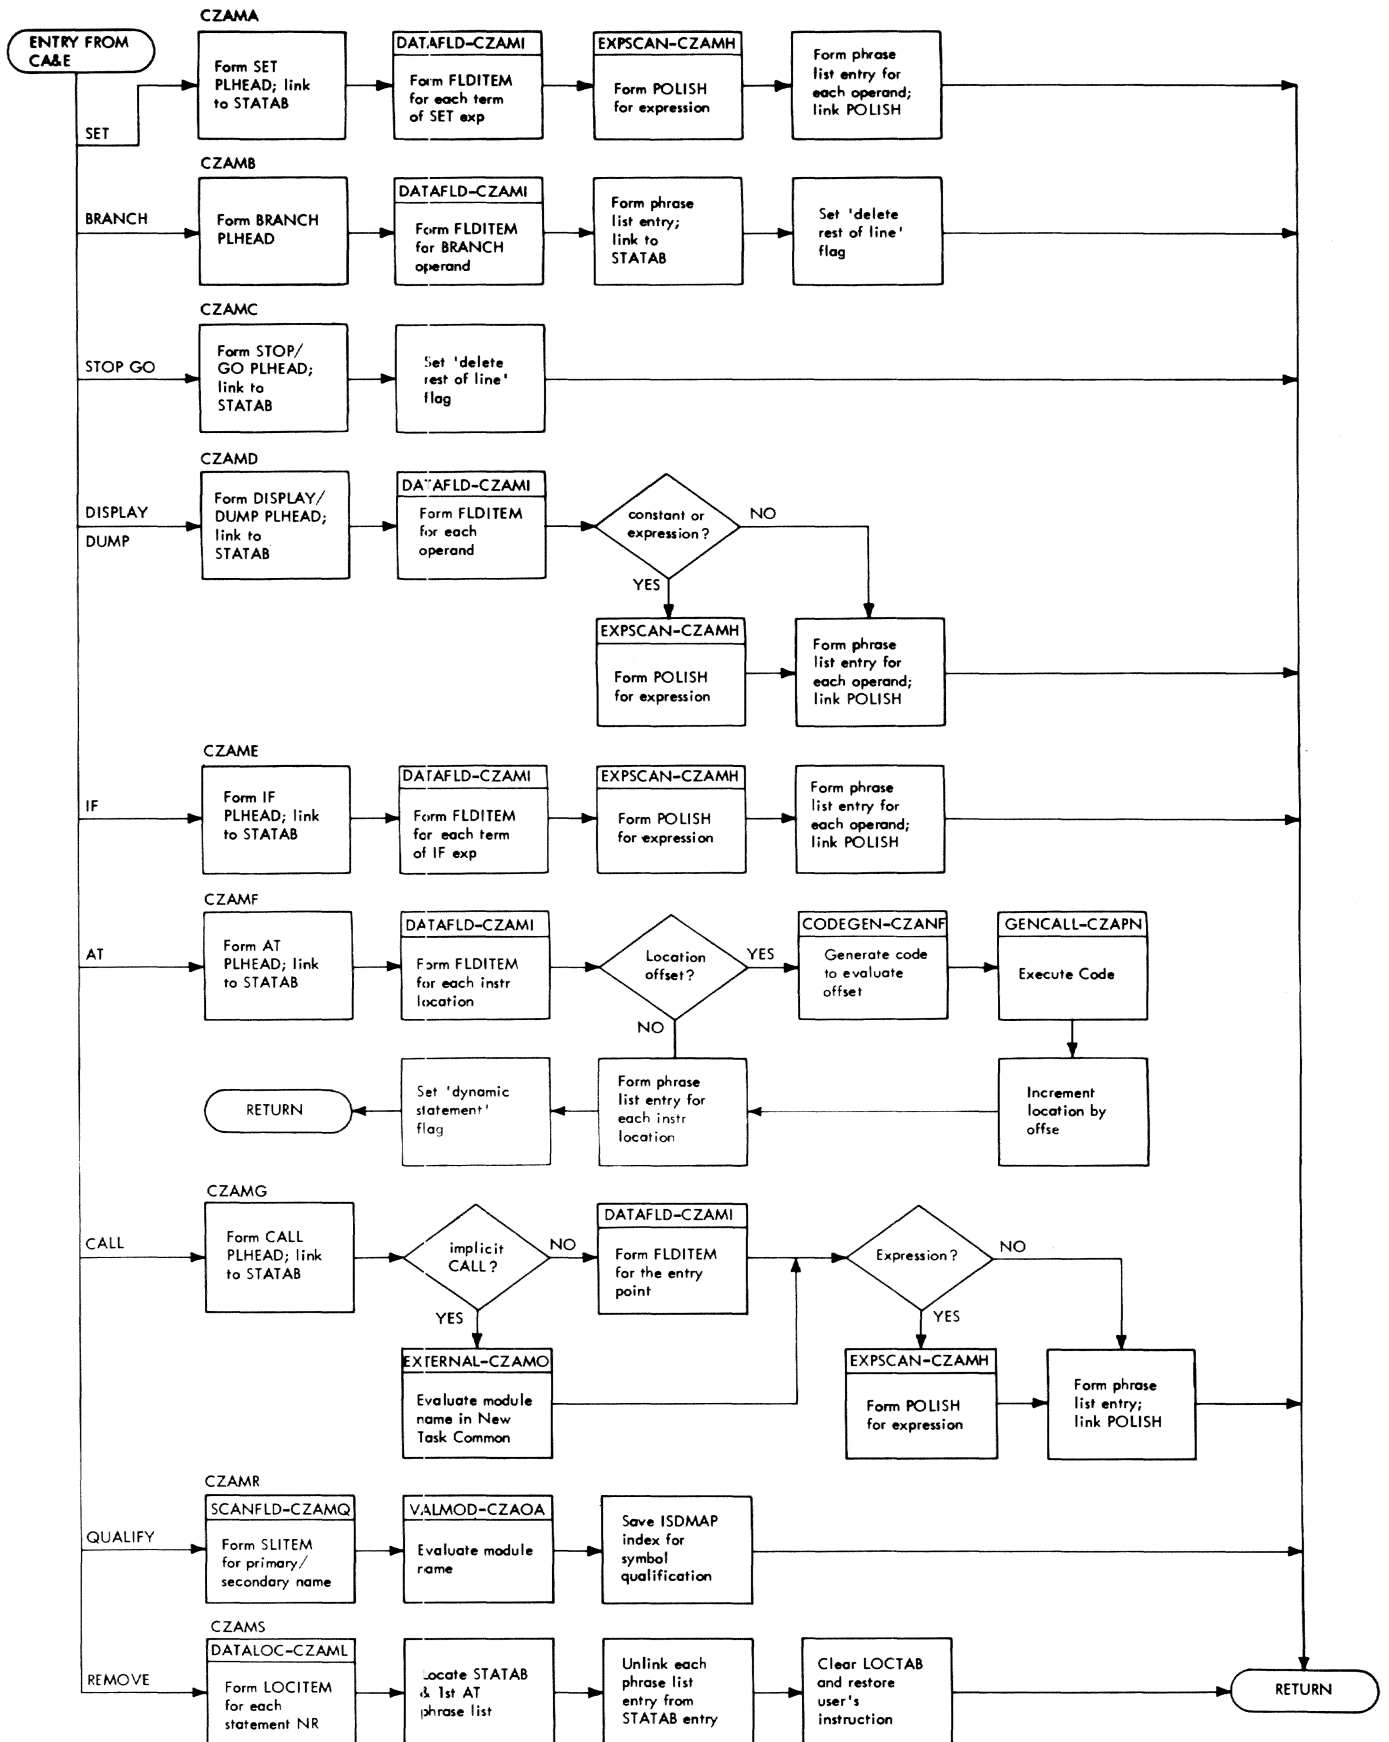 CZAMA
ENTRY FROM
CA&E
SET
Form SET
PLHEAD; link
to STATAB
DATAFLD-CZAMI
Form FLDITEM
for each term
of SET exp
EXPSCAN-CZAMH
Form POLISH
for expression
Form phrase
list entry for
each operand;
link POLISH
CZAMB
BRANCH
Form BRANCH
PLHEAD
DATAFLD-CZAMI
Form FLDITEM
for BRANCH
operand
Form phrase
list entry;
link to
STATAB
Set 'delete
rest of line'
flag
CZAMC
STOP GO
Form STOP/
GO PLHEAD;
link to
STATAB
Set 'delete
rest of line'
flag
CZAMD
DISPLAY
DUMP
Form DISPLAY/
DUMP PLHEAD;
link to
STATAB
DATAFLD-CZAMI
Form FLDITEM
for each
operand
constant or
expression?
NO
YES
EXPSCAN-CZAMH
Form POLISH
for expression
Form phrase
list entry for
each operand;
link POLISH
CZAME
IF
Form IF
PLHEAD; link
to STATAB
DATAFLD-CZAMI
Form FLDITEM
for each term
of IF exp
EXPSCAN-CZAMH
Form POLISH
for expression
Form phrase
list entry for
each operand;
link POLISH
CZAMF
AT
Form AT
PLHEAD; link
to STATAB
DATAFLD-CZAMI
Form FLDITEM
for each instr
location
Location
offset?
YES
NO
CODEGEN-CZANF
Generate code
to evaluate
offset
GENCALL-CZAPN
Execute Code
RETURN
Set 'dynamic
statement'
flag
Form phrase
list entry for
each instr
location
Increment
location by
offse
CZAMG
CALL
Form CALL
PLHEAD; link
to STATAB
implicit
CALL?
NO
YES
DATAFLD-CZAMI
Form FLDITEM
for the entry
point
Expression?
NO
YES
EXTERNAL-CZAMO
Evaluate module
name in New
Task Common
EXPSCAN-CZAMH
Form POLISH
for expression
Form phrase
list entry;
link POLISH
CZAMR
QUALIFY
SCANFLD-CZAMQ
Form SLITEM
for primary/
secondary name
VALMOD-CZAOA
Evaluate module
name
Save ISDMAP
index for
symbol
qualification
CZAMS
REMOVE
DATALOC-CZAML
Form LOCITEM
for each
statement NR
Locate STATAB
& 1st AT
phrase list
Unlink each
phrase list
entry from
STATAB entry
Clear LOCTAB
and restore
user's
instruction
RETURN